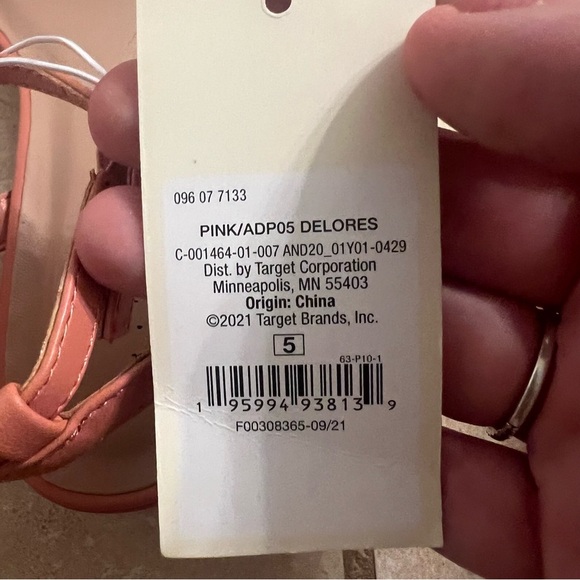 096 07 7133
PINK/ADP05 DELORES
C-001464-01-007 AND20_01Y01-0429
Dist. by Target Corporation
Minneapolis, MN 55403
Origin: China
©2021 Target Brands, Inc.
5
63-P10-1
1 95994 93813 9
F00308365-09/21